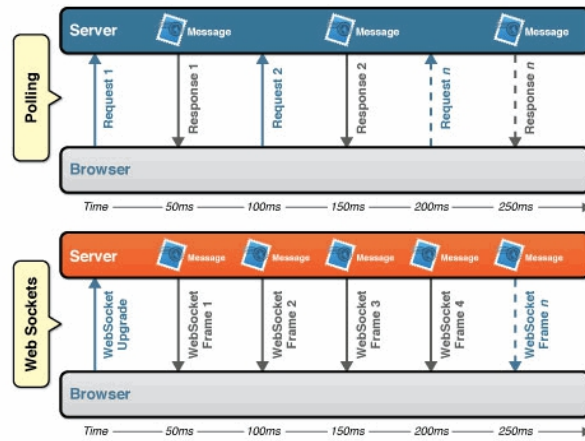 Polling
Server
Message
Message
Message
Request 1
Response 1
Request 2
Response 2
Request n
Response n
Browser
Time
50ms
100ms
150ms
200ms
250ms
Web Sockets
Server
Message
Message
Message
Message
Message
WebSocket
Upgrade
WebSocket
Frame 1
WebSocket
Frame 2
WebSocket
Frame 3
WebSocket
Frame 4
WebSocket
Frame n
Browser
Time
50ms
100ms
150ms
200ms
250ms